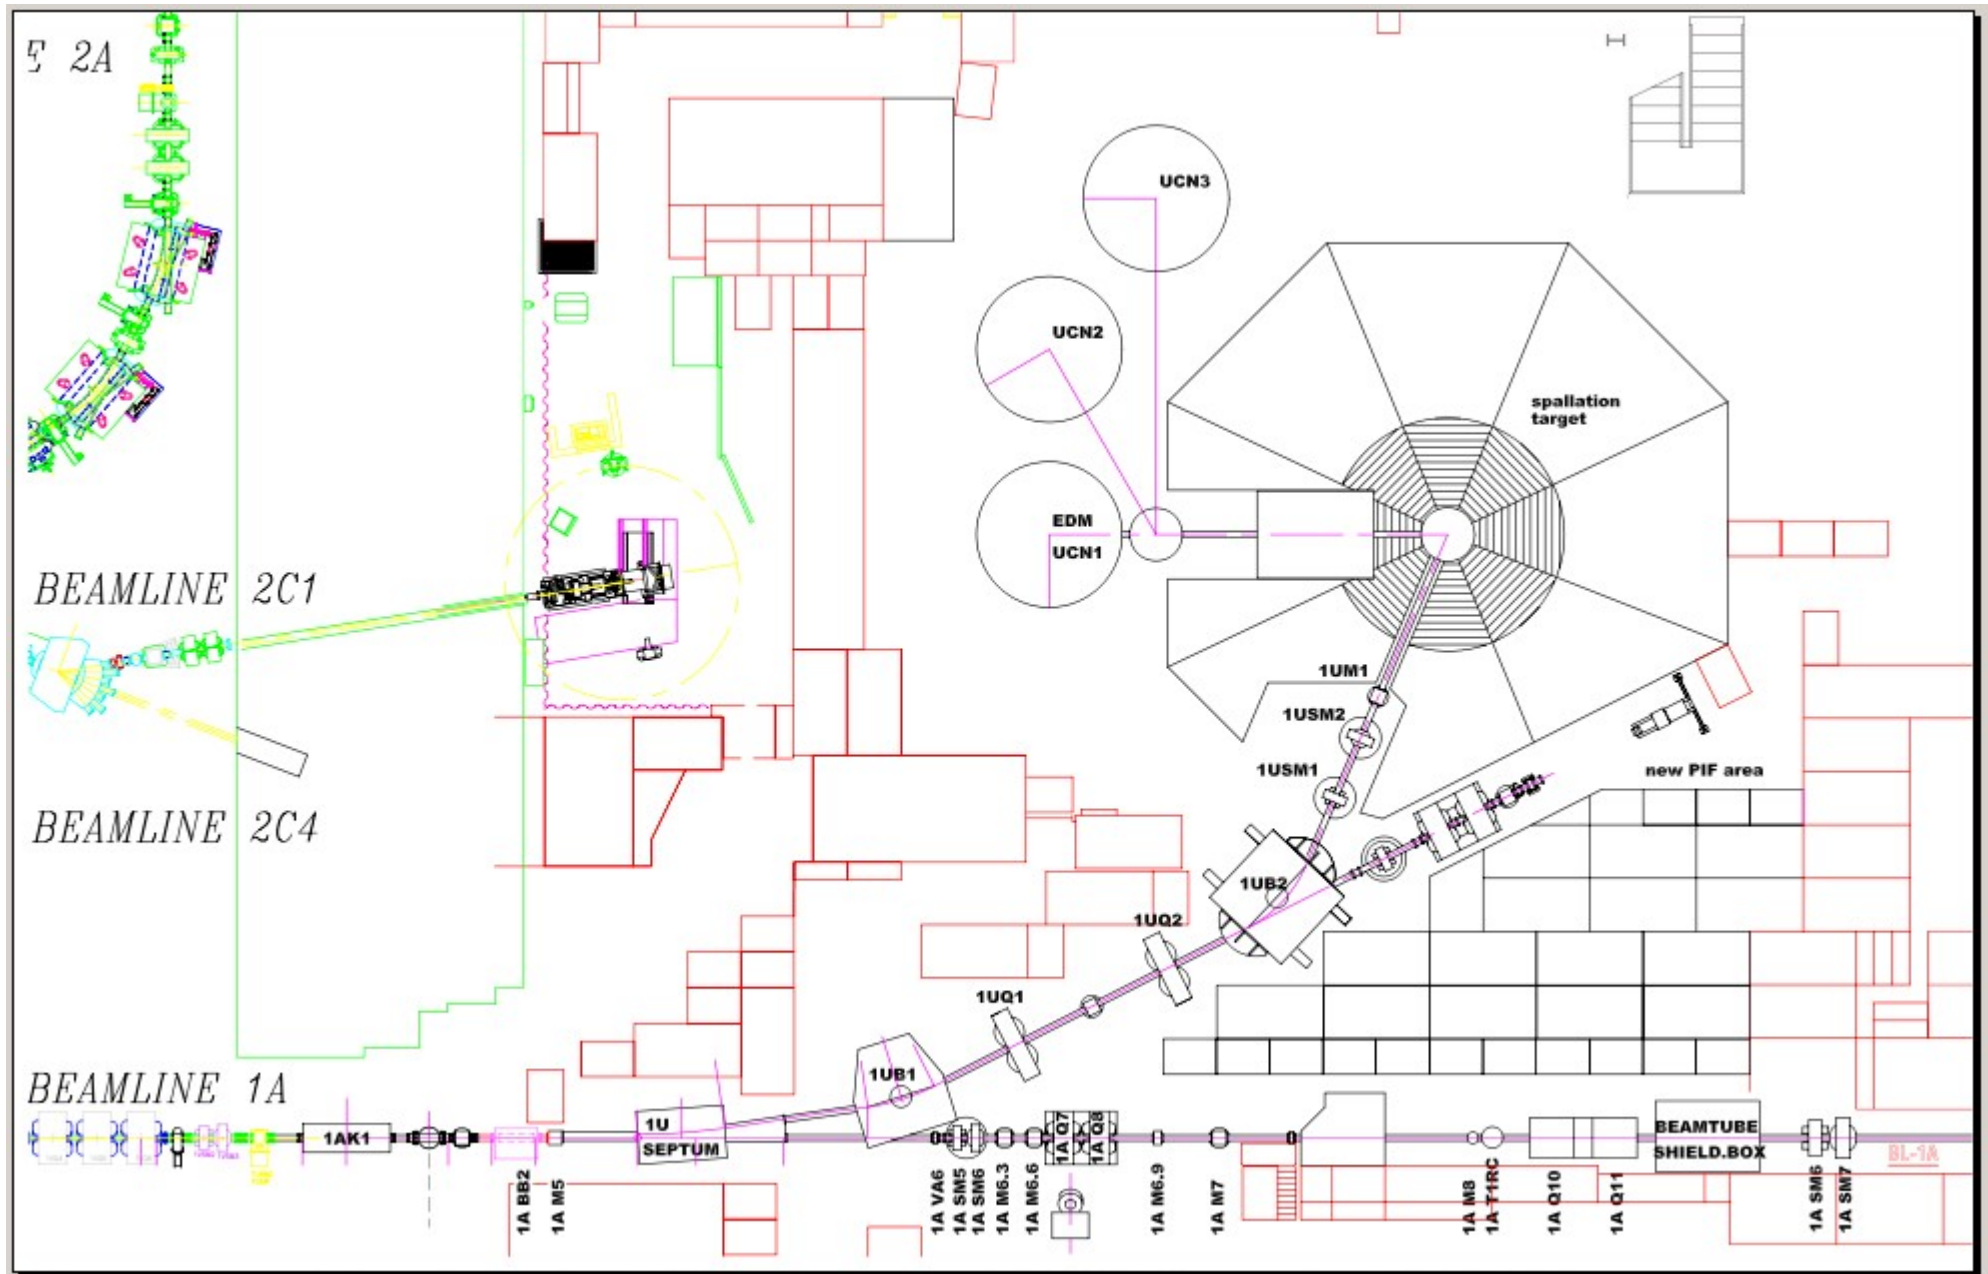 2A
UCN3
UCN2
spallation
target
EDM
UCN1
BEAMLINE 2C1
1UM1
1USM2
1USM1
new PIF area
BEAMLINE 2C4
1UB2
1UQ2
1UQ1
1UB1
BEAMLINE 1A
1AK1
1U
SEPTUM
1A Q7
1A Q8
BEAMTUBE
SHIELD.BOX
BL-1A
1A BB2
1A M5
1A VA6
1A SM5
1A SM6
1A M6.3
1A M6.6
1A M6.9
1A M7
1A M8
1A T1RC
1A Q10
1A Q11
1A SM6
1A SM7